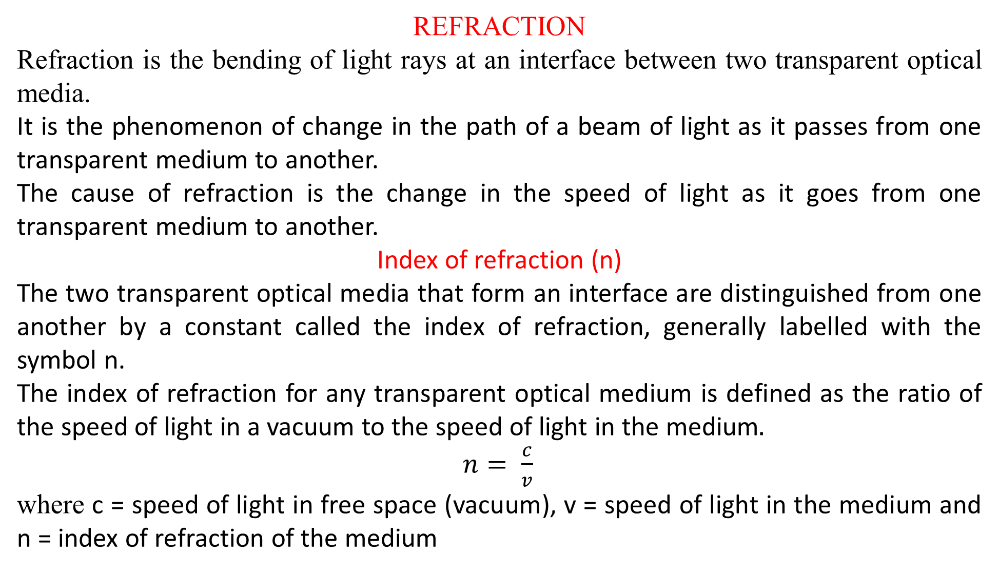 REFRACTION
Refraction is the bending of light rays at an interface between two transparent optical
media.
It is the phenomenon of change in the path of a beam of light as it passes from one
transparent medium to another.
The cause of refraction is the change in the speed of light as it goes from one
transparent medium to another.
Index of refraction (n)
The two transparent optical media that form an interface are distinguished from one
another by a constant called the index of refraction, generally labelled with the
symbol n.
The index of refraction for any transparent optical medium is defined as the ratio of
the speed of light in a vacuum to the speed of light in the medium.
n = c/v
where c = speed of light in free space (vacuum), v = speed of light in the medium and
n = index of refraction of the medium